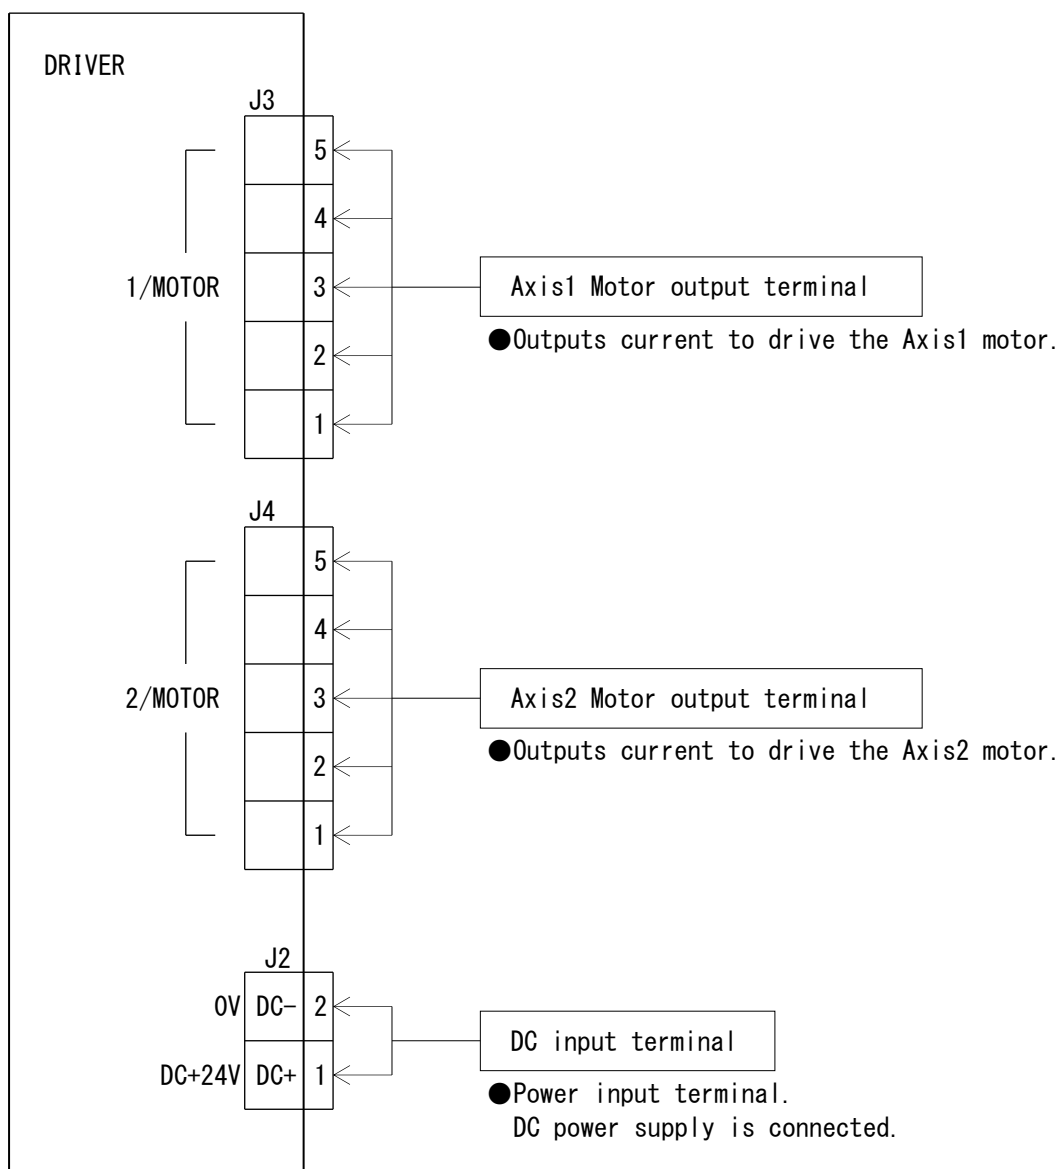 DRIVER
J3
5
4
1/MOTOR 3 Axis1 Motor output terminal
●Outputs current to drive the Axis1 motor.
2
1
J4
5
4
2/MOTOR 3 Axis2 Motor output terminal
●Outputs current to drive the Axis2 motor.
2
1
J2
0V DC- 2
DC input terminal
DC+24V DC+ 1
●Power input terminal.
DC power supply is connected.